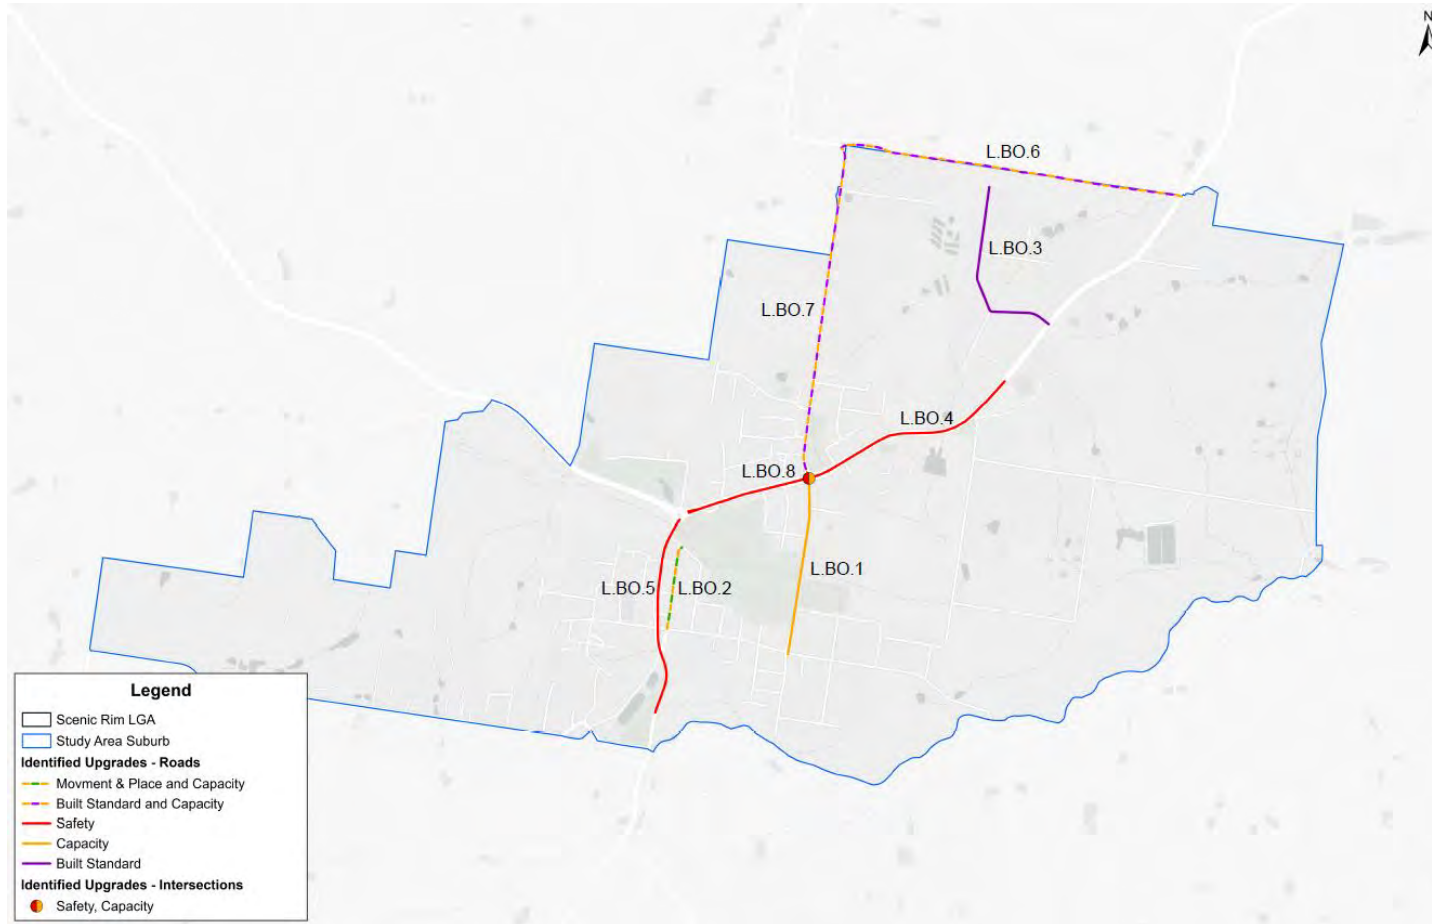 N
L.BO.6
L.BO.3
L.BO.7
L.BO.4
L.BO.8
L.BO.1
L.BO.5
L.BO.2
Legend
Scenic Rim LGA
Study Area Suburb
Identified Upgrades - Roads
Movment & Place and Capacity
Built Standard and Capacity
Safety
Capacity
Built Standard
Identified Upgrades - Intersections
Safety, Capacity